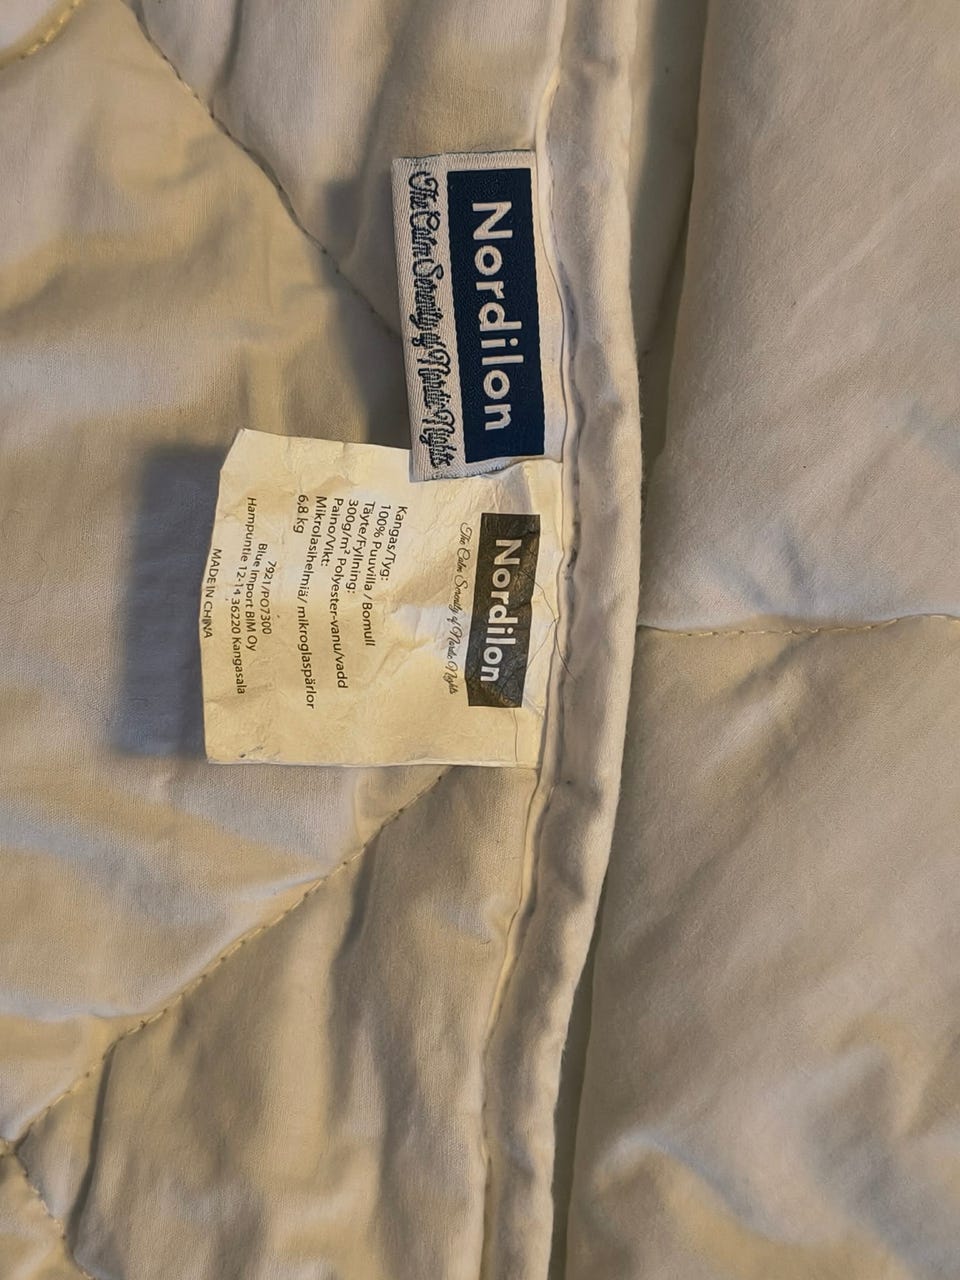 Nordilon
The Calm Serenity of Nordic Nights
Nordilon
The Calm Serenity of Nordic Nights
Kangas/Tyg:
100% Puuvilla / Bomull
Täyte/Fyllning:
300g/m² Polyester-vanu/vadd
Paino/Vikt:
Mikrolasihelmiä/ mikroglaspärlor
6,8 kg
7921/PO7300
Blue Import BIM Oy
Hampuntie 12-14 36220 Kangasala
MADE IN CHINA